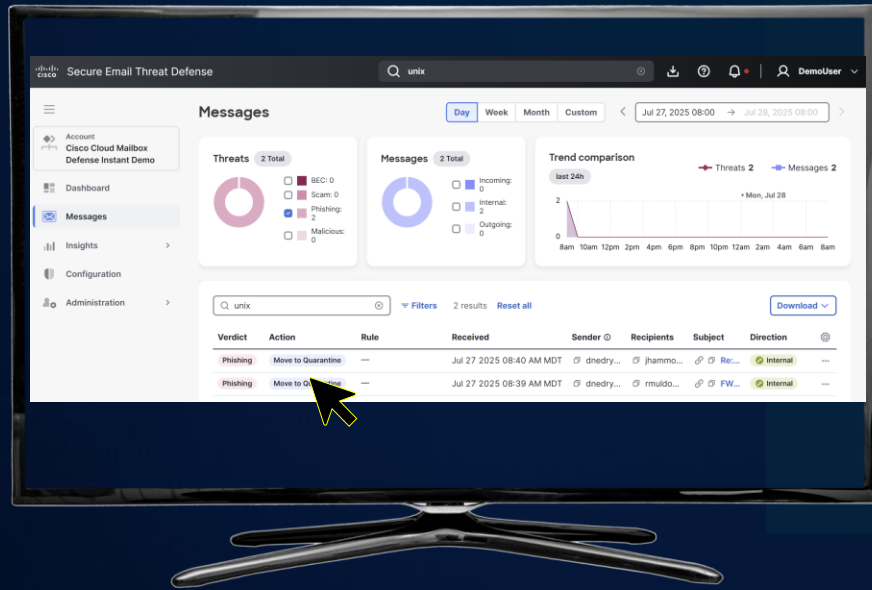 CISCO Secure Email Threat Defense
unix
DemoUser
Account
Cisco Cloud Mailbox
Defense Instant Demo
Dashboard
Messages
Insights
Configuration
Administration
Messages
Day Week Month Custom
Jul 27, 2025 08:00 → Jul 28, 2025 08:00
Threats 2 Total
BEC: 0
Scam: 0
Phishing:
2
Malicious:
0
Messages 2 Total
Incoming:
0
Internal:
2
Outgoing:
0
Trend comparison
last 24h
Threats 2 Messages 2
• Mon, Jul 28
2
0
8am 10am 12pm 2pm 4pm 6pm 8pm 10pm 12am 2am 4am 6am 8am
unix Filters 2 results Reset all Download
Verdict Action Rule Received Sender Recipients Subject Direction
Phishing Move to Quarantine — Jul 27 2025 08:40 AM MDT dnedry... jhammo... Re:... Internal ...
Phishing Move to Quarantine — Jul 27 2025 08:39 AM MDT dnedry... rmuldo... FW... Internal ...